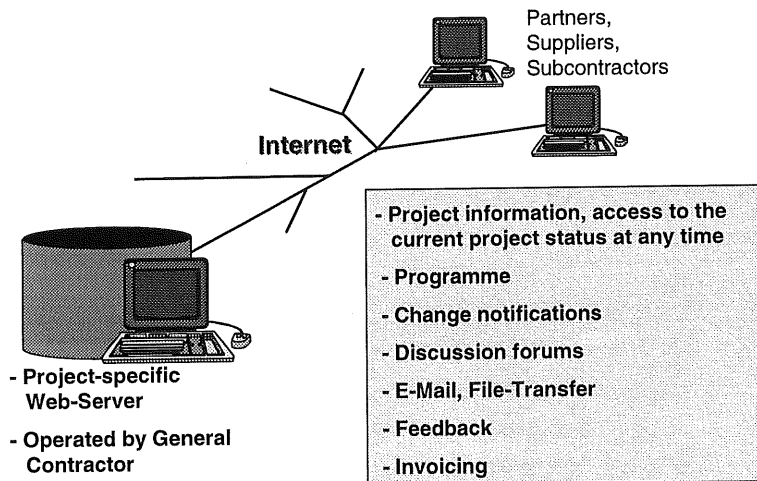 Partners,
Suppliers,
Subcontractors
Internet
- Project information, access to the
current project status at any time
- Programme
- Change notifications
- Discussion forums
- E-Mail, File-Transfer
- Feedback
- Invoicing
- Project-specific
Web-Server
- Operated by General
Contractor